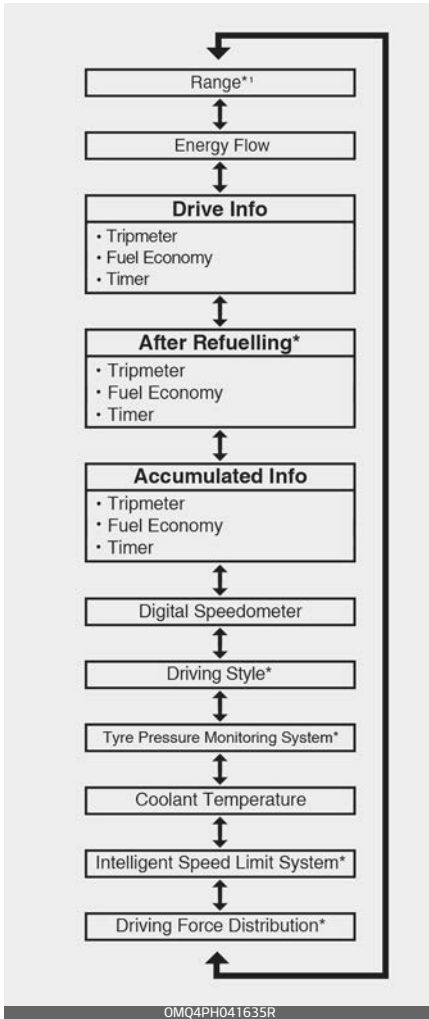 Range*¹
Energy Flow
Drive Info
• Tripmeter
• Fuel Economy
• Timer
After Refuelling*
• Tripmeter
• Fuel Economy
• Timer
Accumulated Info
• Tripmeter
• Fuel Economy
• Timer
Digital Speedometer
Driving Style*
Tyre Pressure Monitoring System*
Coolant Temperature
Intelligent Speed Limit System*
Driving Force Distribution*
OMQ4PH041635R